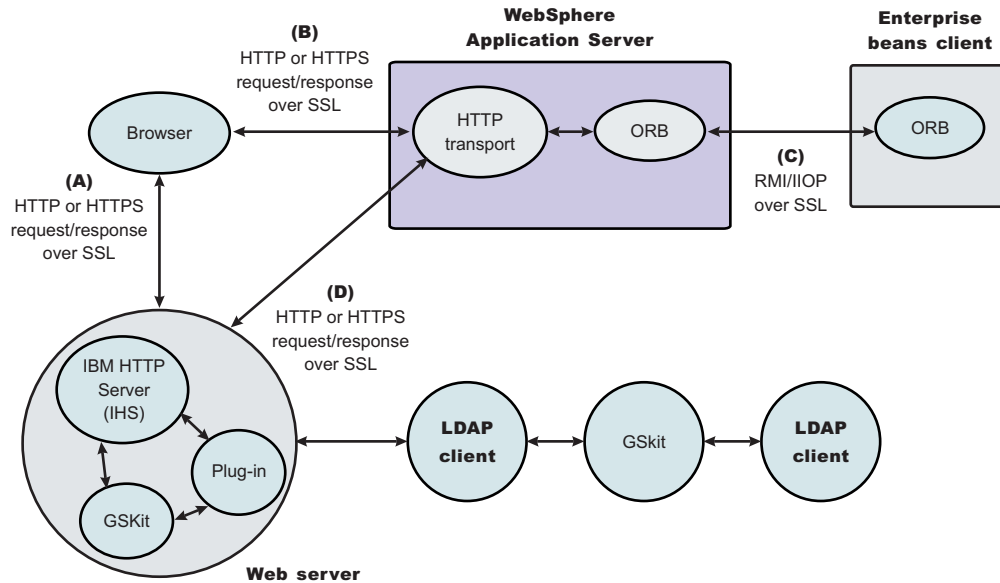 WebSphere
Application Server
Enterprise
beans client
(B)
HTTP or HTTPS
request/response
over SSL
Browser
HTTP
transport
ORB
ORB
(A)
HTTP or HTTPS
request/response
over SSL
(C)
RMI/IIOP
over SSL
(D)
HTTP or HTTPS
request/response
over SSL
IBM HTTP
Server
(IHS)
Plug-in
GSKit
LDAP
client
GSkit
LDAP
client
Web server